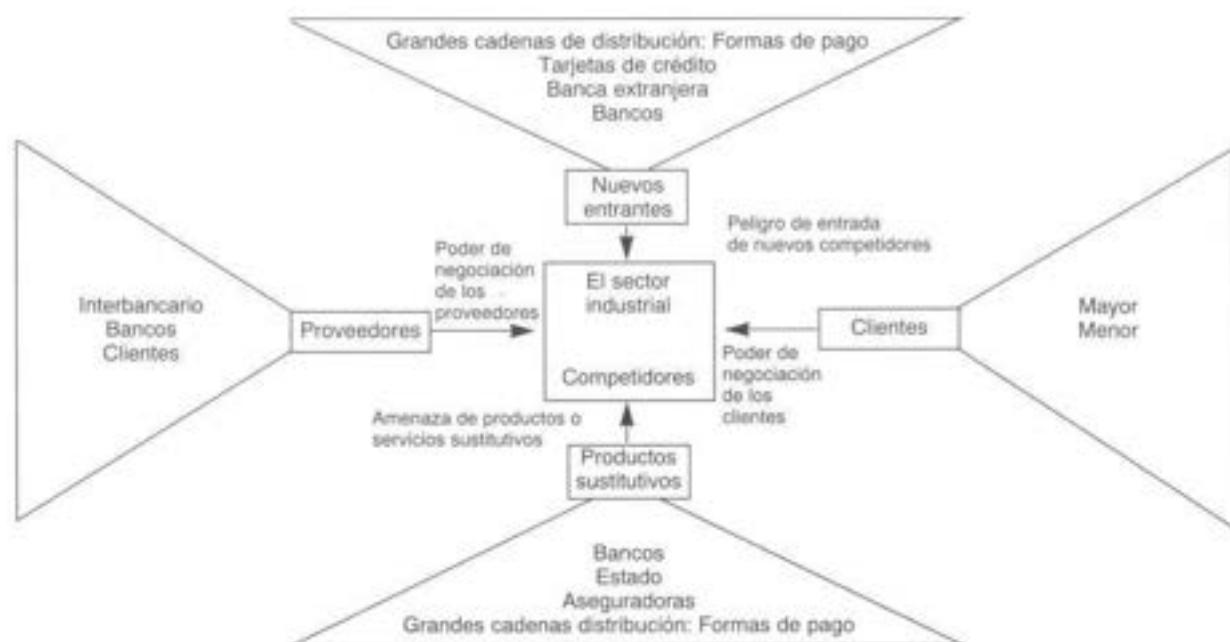 Grandes cadenas de distribución: Formas de pago
Tarjetas de crédito
Banca extranjera
Bancos
Nuevos
entrantes
Peligro de entrada
de nuevos competidores
Poder de
negociación
de los
proveedores
El sector
industrial
Competidores
Interbancario
Bancos
Clientes
Proveedores
Clientes
Mayor
Menor
Poder de
negociación
de los
clientes
Amenaza de productos o
servicios sustitutivos
Productos
sustitutivos
Bancos
Estado
Aseguradoras
Grandes cadenas distribución: Formas de pago